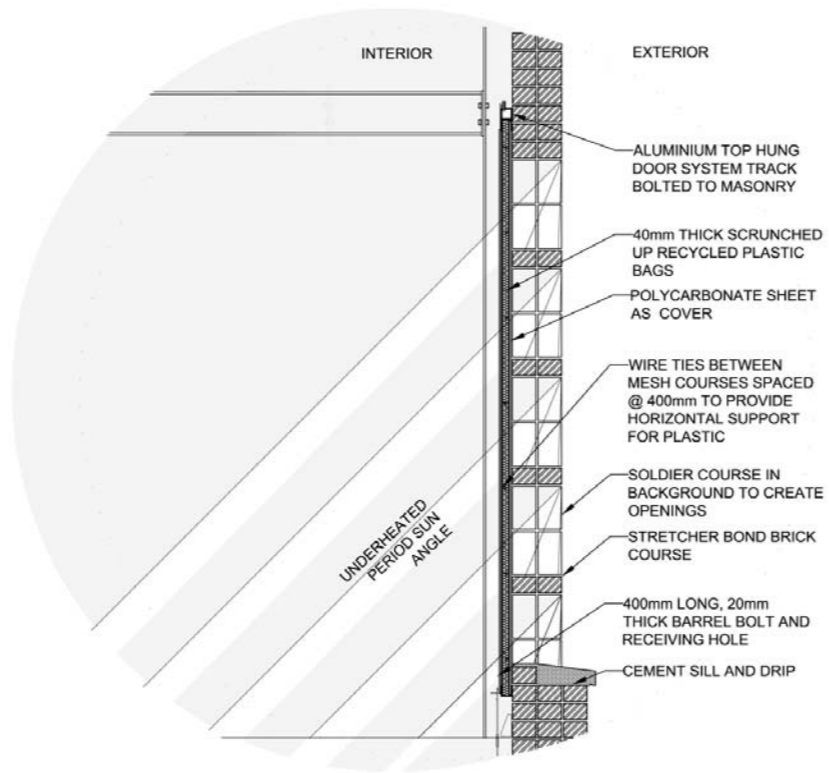 INTERIOR
EXTERIOR
ALUMINIUM TOP HUNG
DOOR SYSTEM TRACK
BOLTED TO MASONRY
40mm THICK SCRUNCHED
UP RECYCLED PLASTIC
BAGS
POLYCARBONATE SHEET
AS COVER
WIRE TIES BETWEEN
MESH COURSES SPACED
@ 400mm TO PROVIDE
HORIZONTAL SUPPORT
FOR PLASTIC
SOLDIER COURSE IN
BACKGROUND TO CREATE
OPENINGS
STRETCHER BOND BRICK
COURSE
UNDERHEATED
PERIOD SUN
ANGLE
400mm LONG, 20mm
THICK BARREL BOLT AND
RECEIVING HOLE
CEMENT SILL AND DRIP